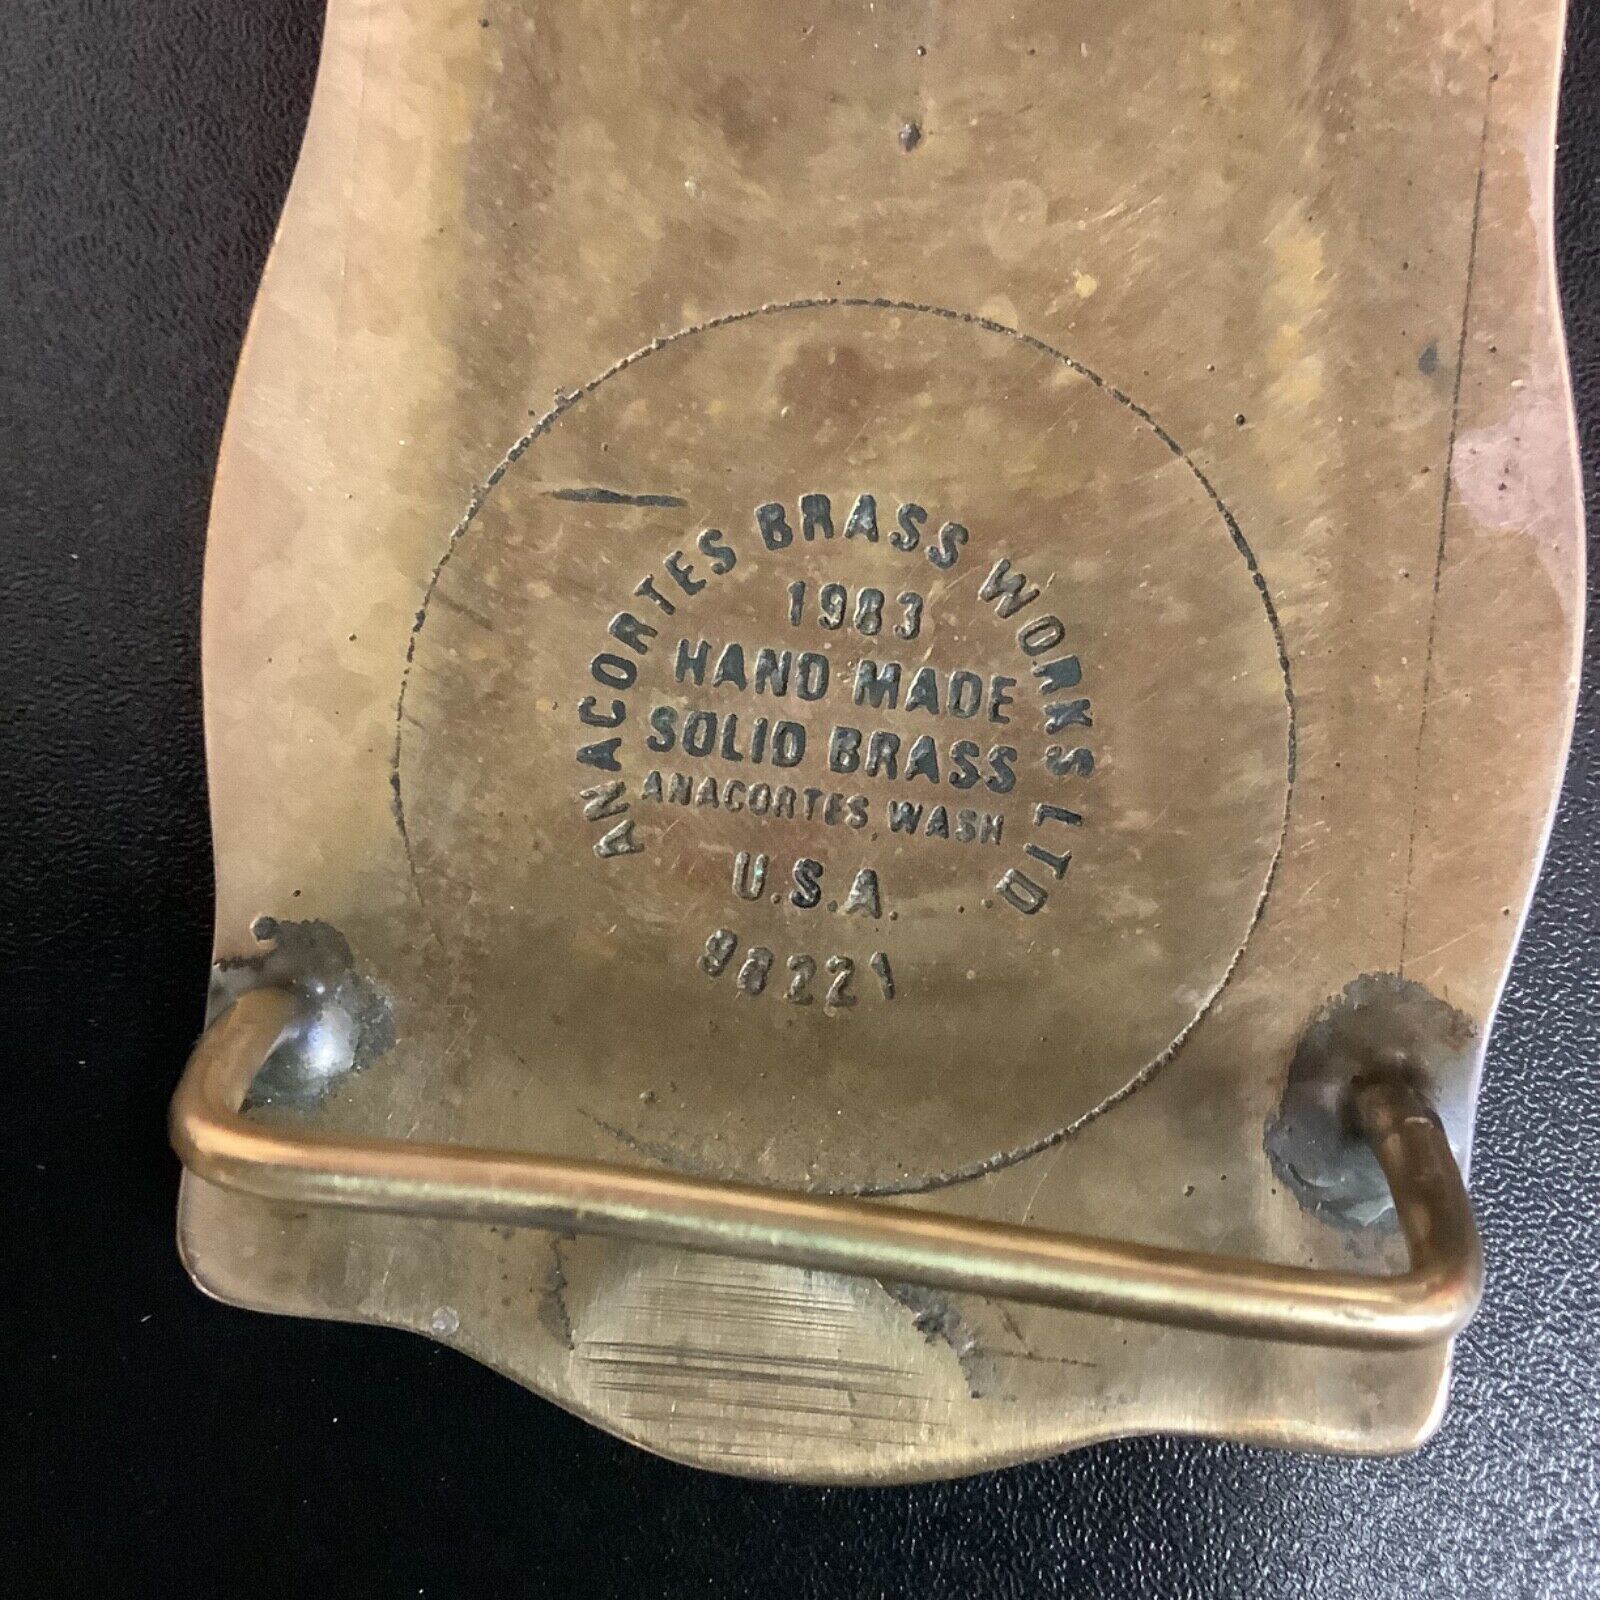 ANACORTES BRASS WORKS LTD
1983
HAND MADE
SOLID BRASS
ANACORTES, WASH
U.S.A.
98221